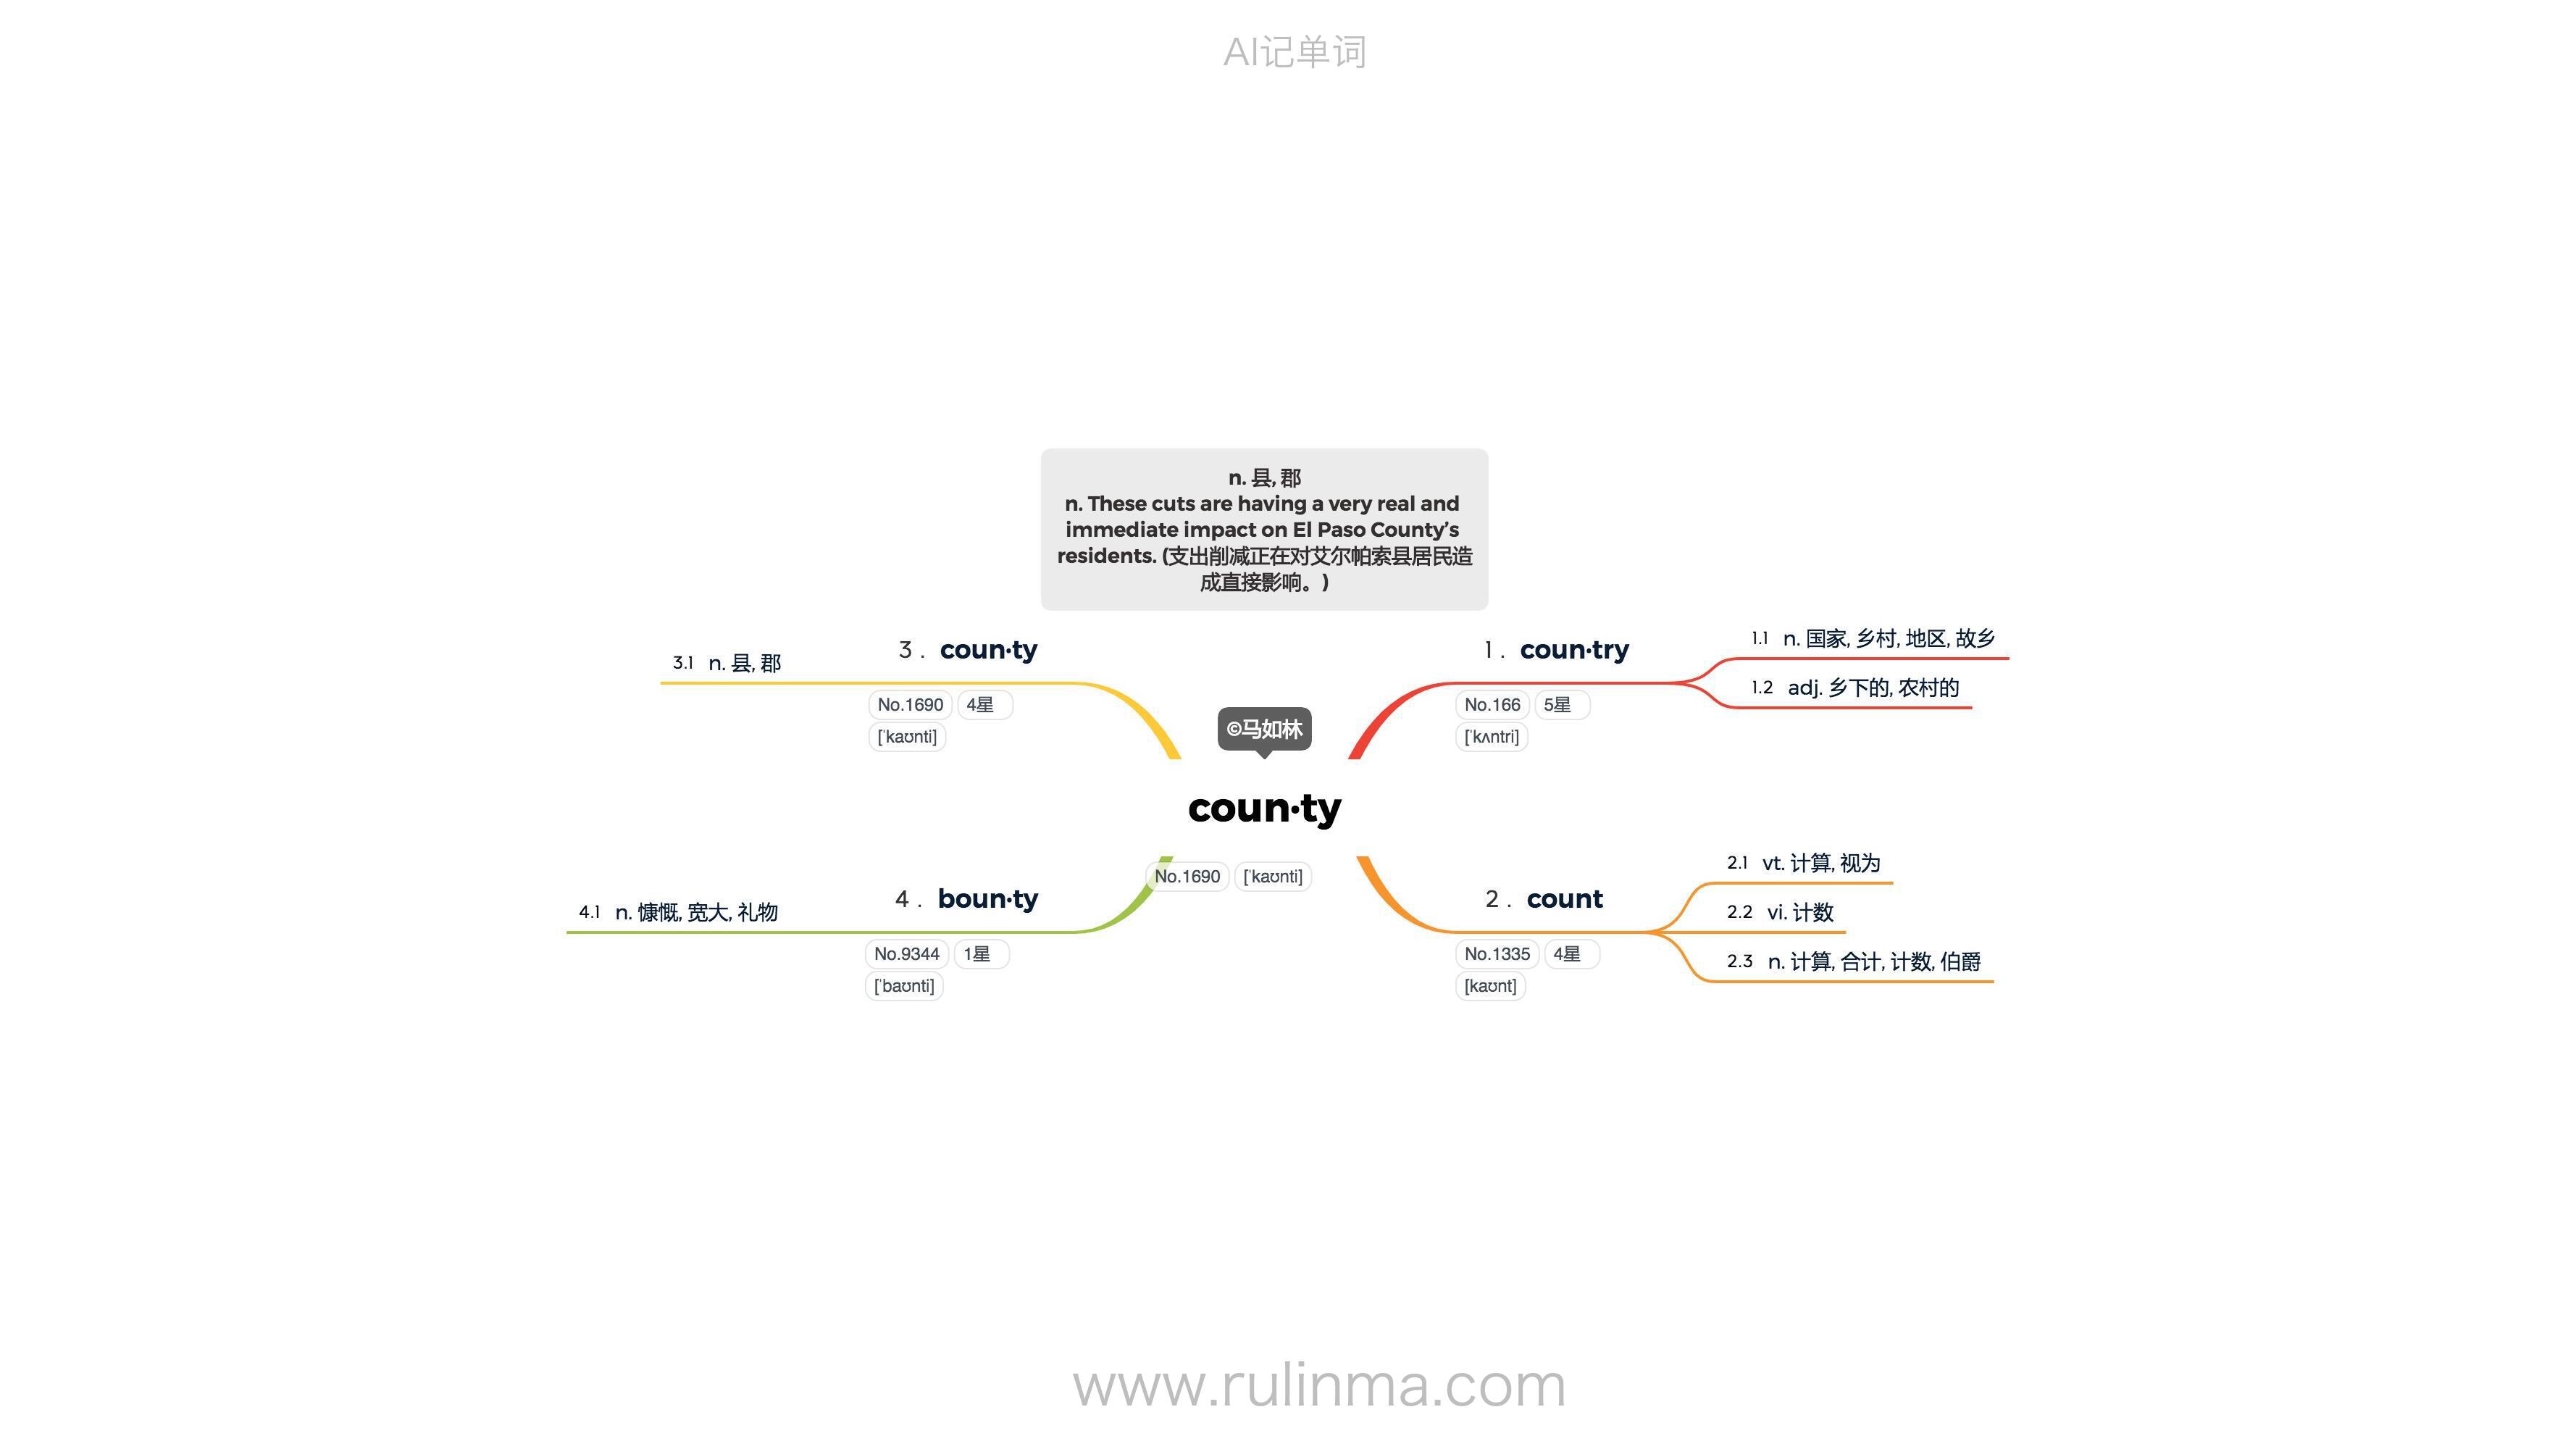 AI记单词
n. 县, 郡
n. These cuts are having a very real and
immediate impact on El Paso County’s
residents. (支出削减正在对艾尔帕索县居民造
成直接影响。)
©马如林
coun·ty
No.1690 [ˈkaʊnti]
1 . coun·try
No.166 5星
[ˈkʌntri]
1.1 n. 国家, 乡村, 地区, 故乡
1.2 adj. 乡下的, 农村的
2 . count
No.1335 4星
[kaʊnt]
2.1 vt. 计算, 视为
2.2 vi. 计数
2.3 n. 计算, 合计, 计数, 伯爵
3 . coun·ty
No.1690 4星
[ˈkaʊnti]
3.1 n. 县, 郡
4 . boun·ty
No.9344 1星
[ˈbaʊnti]
4.1 n. 慷慨, 宽大, 礼物
www.rulinma.com